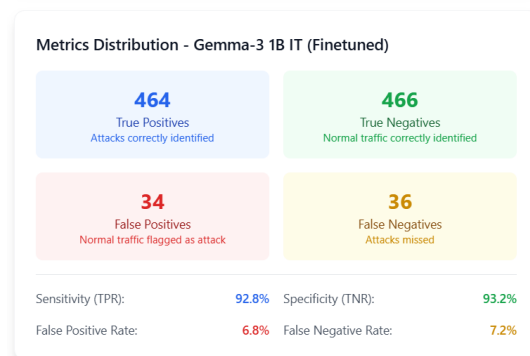 Metrics Distribution - Gemma-3 1B IT (Finetuned)
464
True Positives
Attacks correctly identified
466
True Negatives
Normal traffic correctly identified
34
False Positives
Normal traffic flagged as attack
36
False Negatives
Attacks missed
Sensitivity (TPR): 92.8% Specificity (TNR): 93.2%
False Positive Rate: 6.8% False Negative Rate: 7.2%